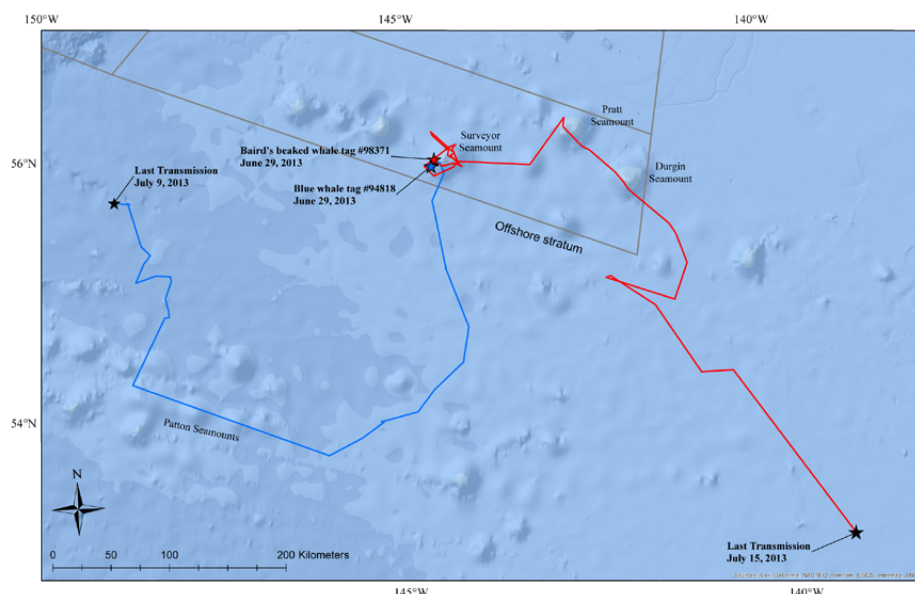 150°W
145°W
140°W
Pratt
Seamount
Surveyor
Seamount
Baird's beaked whale tag #98371
June 29, 2013
56°N
Last Transmission
July 9, 2013
Durgin
Seamount
Blue whale tag #94818
June 29, 2013
Offshore stratum
54°N
Patton Seamounts
N
0 50 100 200 Kilometers
Last Transmission
July 15, 2013
145°W
140°W